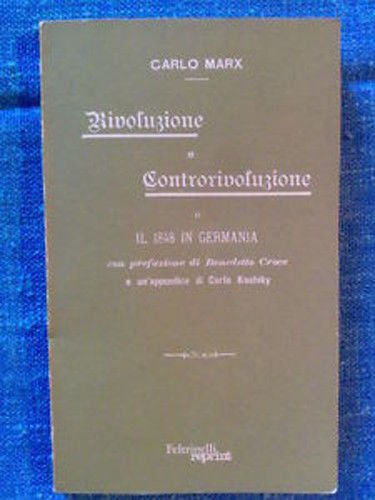 CARLO MARX
Rivoluzione
e
Controrivoluzione
o
IL 1848 IN GERMANIA
con prefazione di Benedetto Croce
e un'appendice di Carlo Kautsky
Feltrinelli
reprint